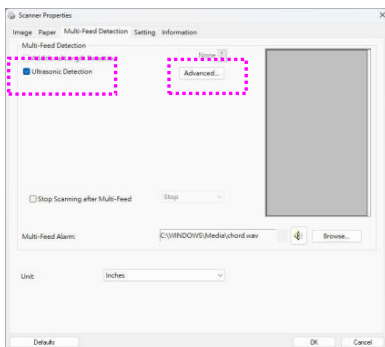 Scanner Properties
Image Paper Multi-Feed Detection Setting Information
Multi-Feed Detection
None
Ultrasonic Detection
Advanced...
Stop Scanning after Multi-Feed
Stop
Multi-Feed Alarm:
C:\WINDOWS\Media\chord.wav
Browse...
Unit:
Inches
Defaults
OK
Cancel